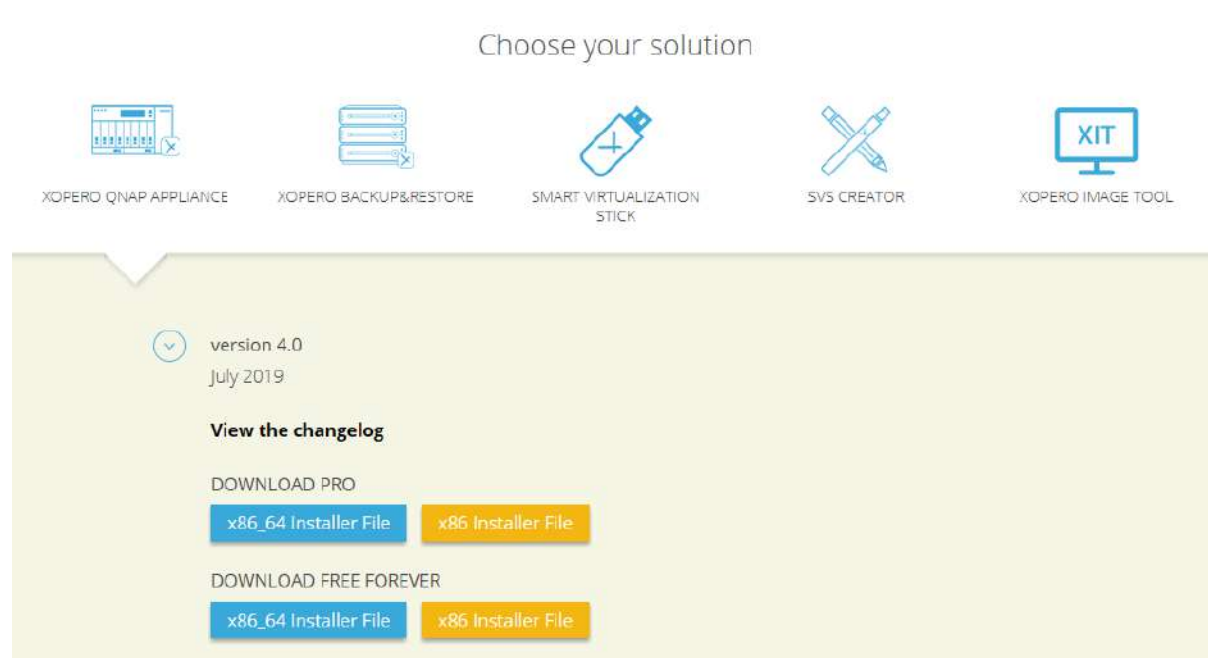 Choose your solution
XIT
XOPERO QNAP APPLIANCE
XOPERO BACKUP&RESTORE
SMART VIRTUALIZATION
STICK
SVS CREATOR
XOPERO IMAGE TOOL
version 4.0
July 2019
View the changelog
DOWNLOAD PRO
x86_64 Installer File
x86 Installer File
DOWNLOAD FREE FOREVER
x86_64 Installer File
x86 Installer File